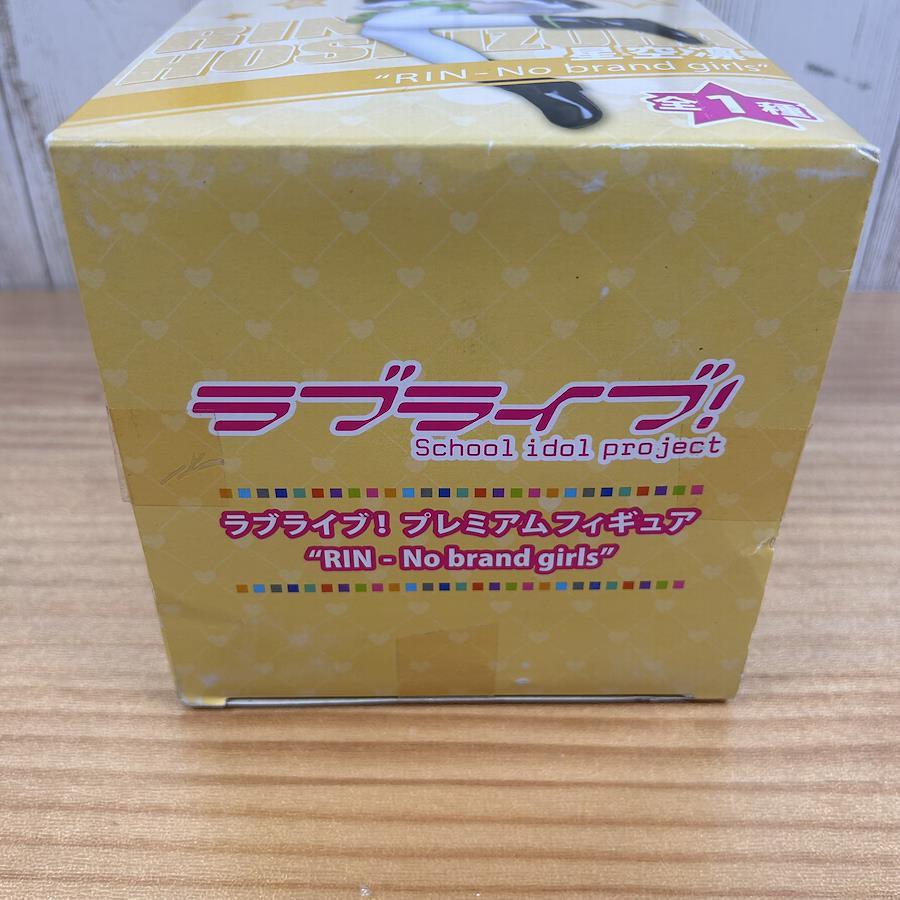 RIN
HOSHIZORA
星空凛
“RIN - No brand girls”
全1種
ラブライブ!
School idol project
ラブライブ! プレミアムフィギュア
“RIN - No brand girls”